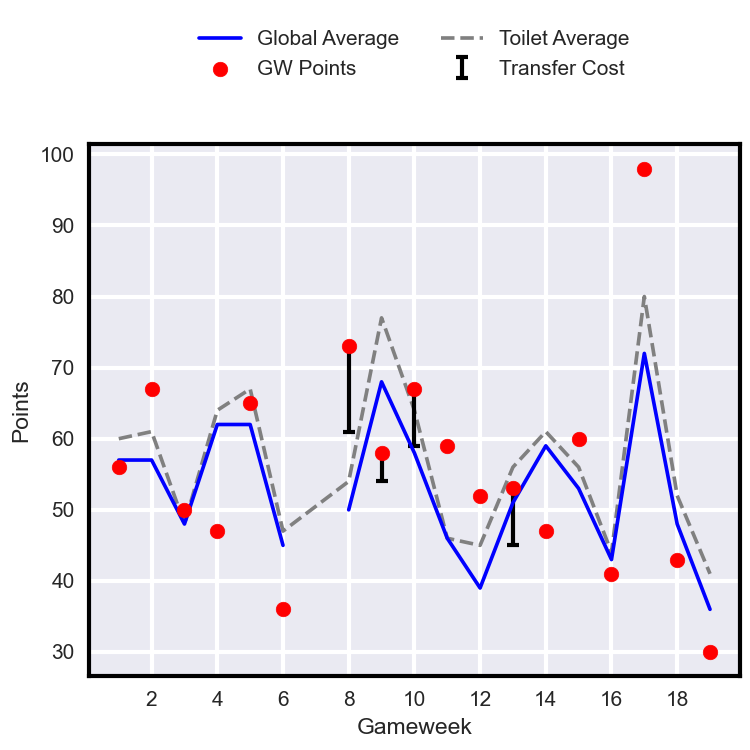 Global Average
Toilet Average
GW Points
Transfer Cost
100
90
80
70
60
50
40
30
Points
2 4 6 8 10 12 14 16 18
Gameweek